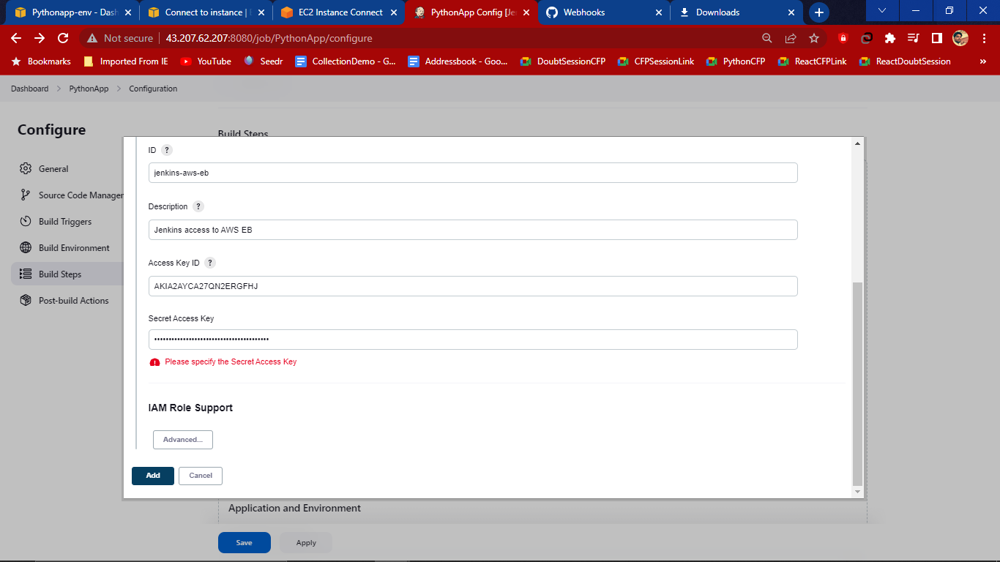 Pythonapp-env - Dash
Connect to instance | E
EC2 Instance Connect
PythonApp Config [Je
Webhooks
Downloads
Not secure
43.207.62.207:8080/job/PythonApp/configure
Bookmarks
Imported From IE
YouTube
Seedr
CollectionDemo - G...
Addressbook - Goo...
DoubtSessionCFP
CFPSessionLink
PythonCFP
ReactCFPLink
ReactDoubtSession
»
Dashboard > PythonApp > Configuration
Configure
General
Source Code Manager
Build Triggers
Build Environment
Build Steps
Post-build Actions
Build Steps
ID ?
jenkins-aws-eb
Description ?
Jenkins access to AWS EB
Access Key ID ?
AKIA2AYCA27QN2ERGFHJ
Secret Access Key
Please specify the Secret Access Key
IAM Role Support
Advanced...
Add
Cancel
Application and Environment
Save
Apply